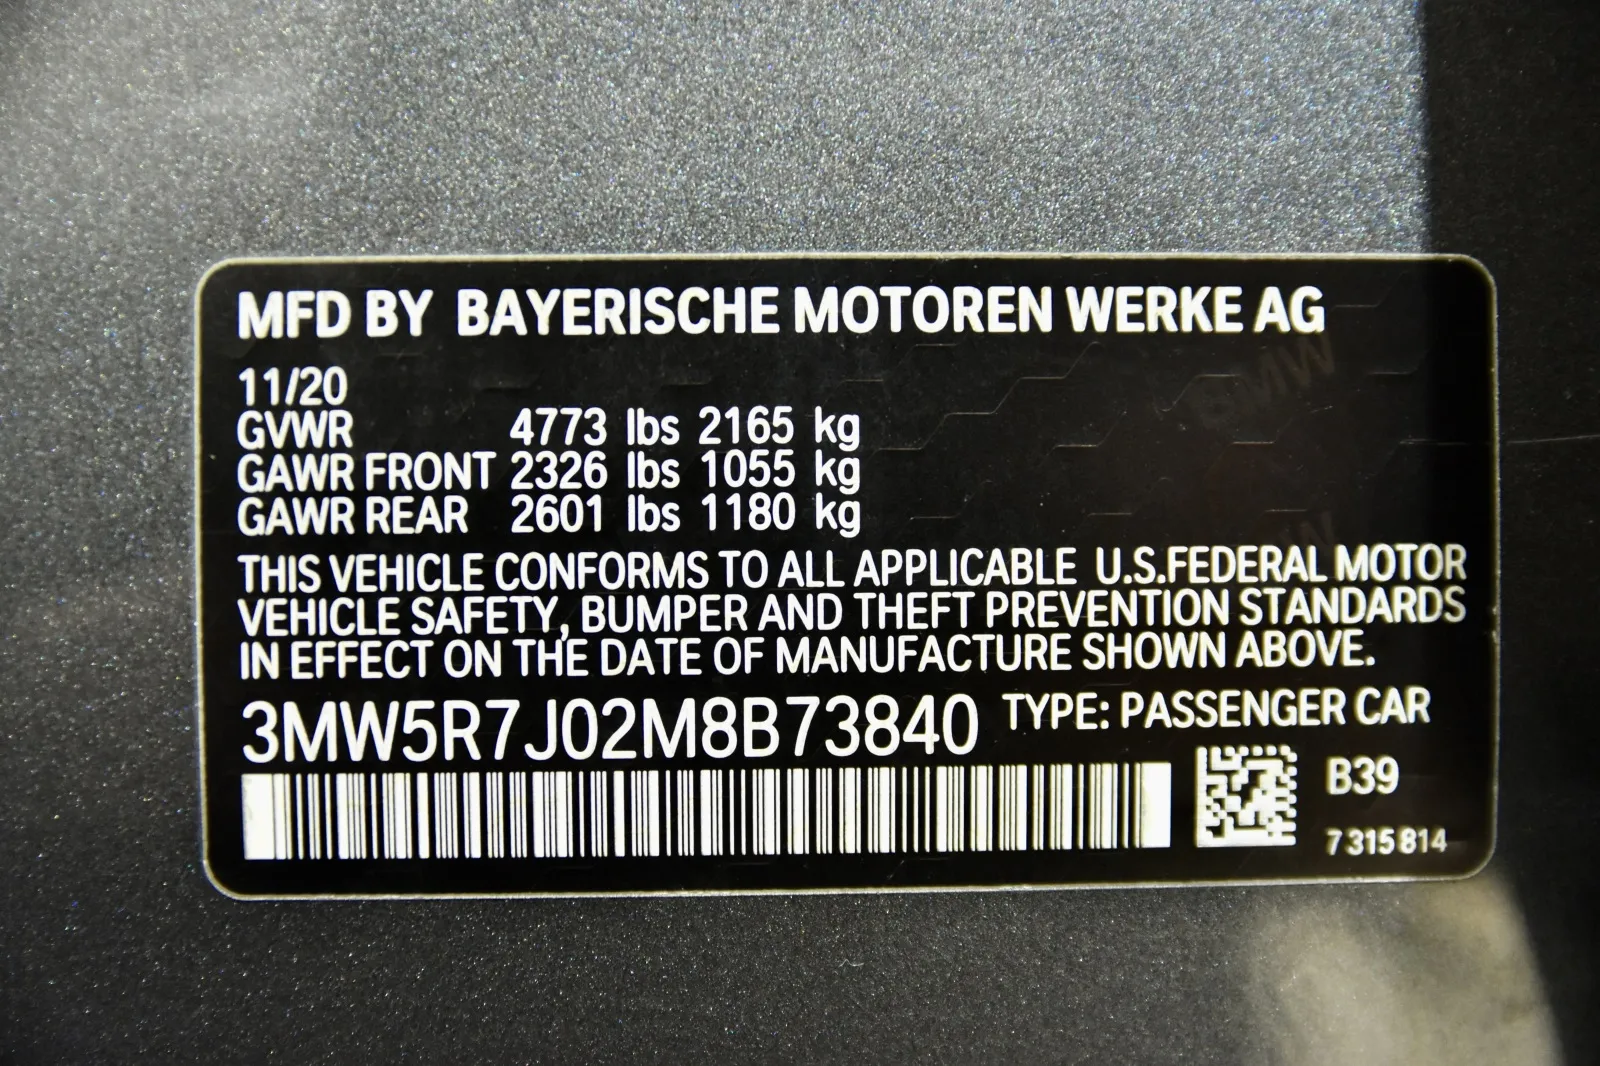 MFD BY BAYERISCHE MOTOREN WERKE AG
11/20
GVWR 4773 lbs 2165 kg
GAWR FRONT 2326 lbs 1055 kg
GAWR REAR 2601 lbs 1180 kg
THIS VEHICLE CONFORMS TO ALL APPLICABLE U.S.FEDERAL MOTOR
VEHICLE SAFETY, BUMPER AND THEFT PREVENTION STANDARDS
IN EFFECT ON THE DATE OF MANUFACTURE SHOWN ABOVE.
3MW5R7J02M8B73840 TYPE: PASSENGER CAR
B39
7 315 814
BMW